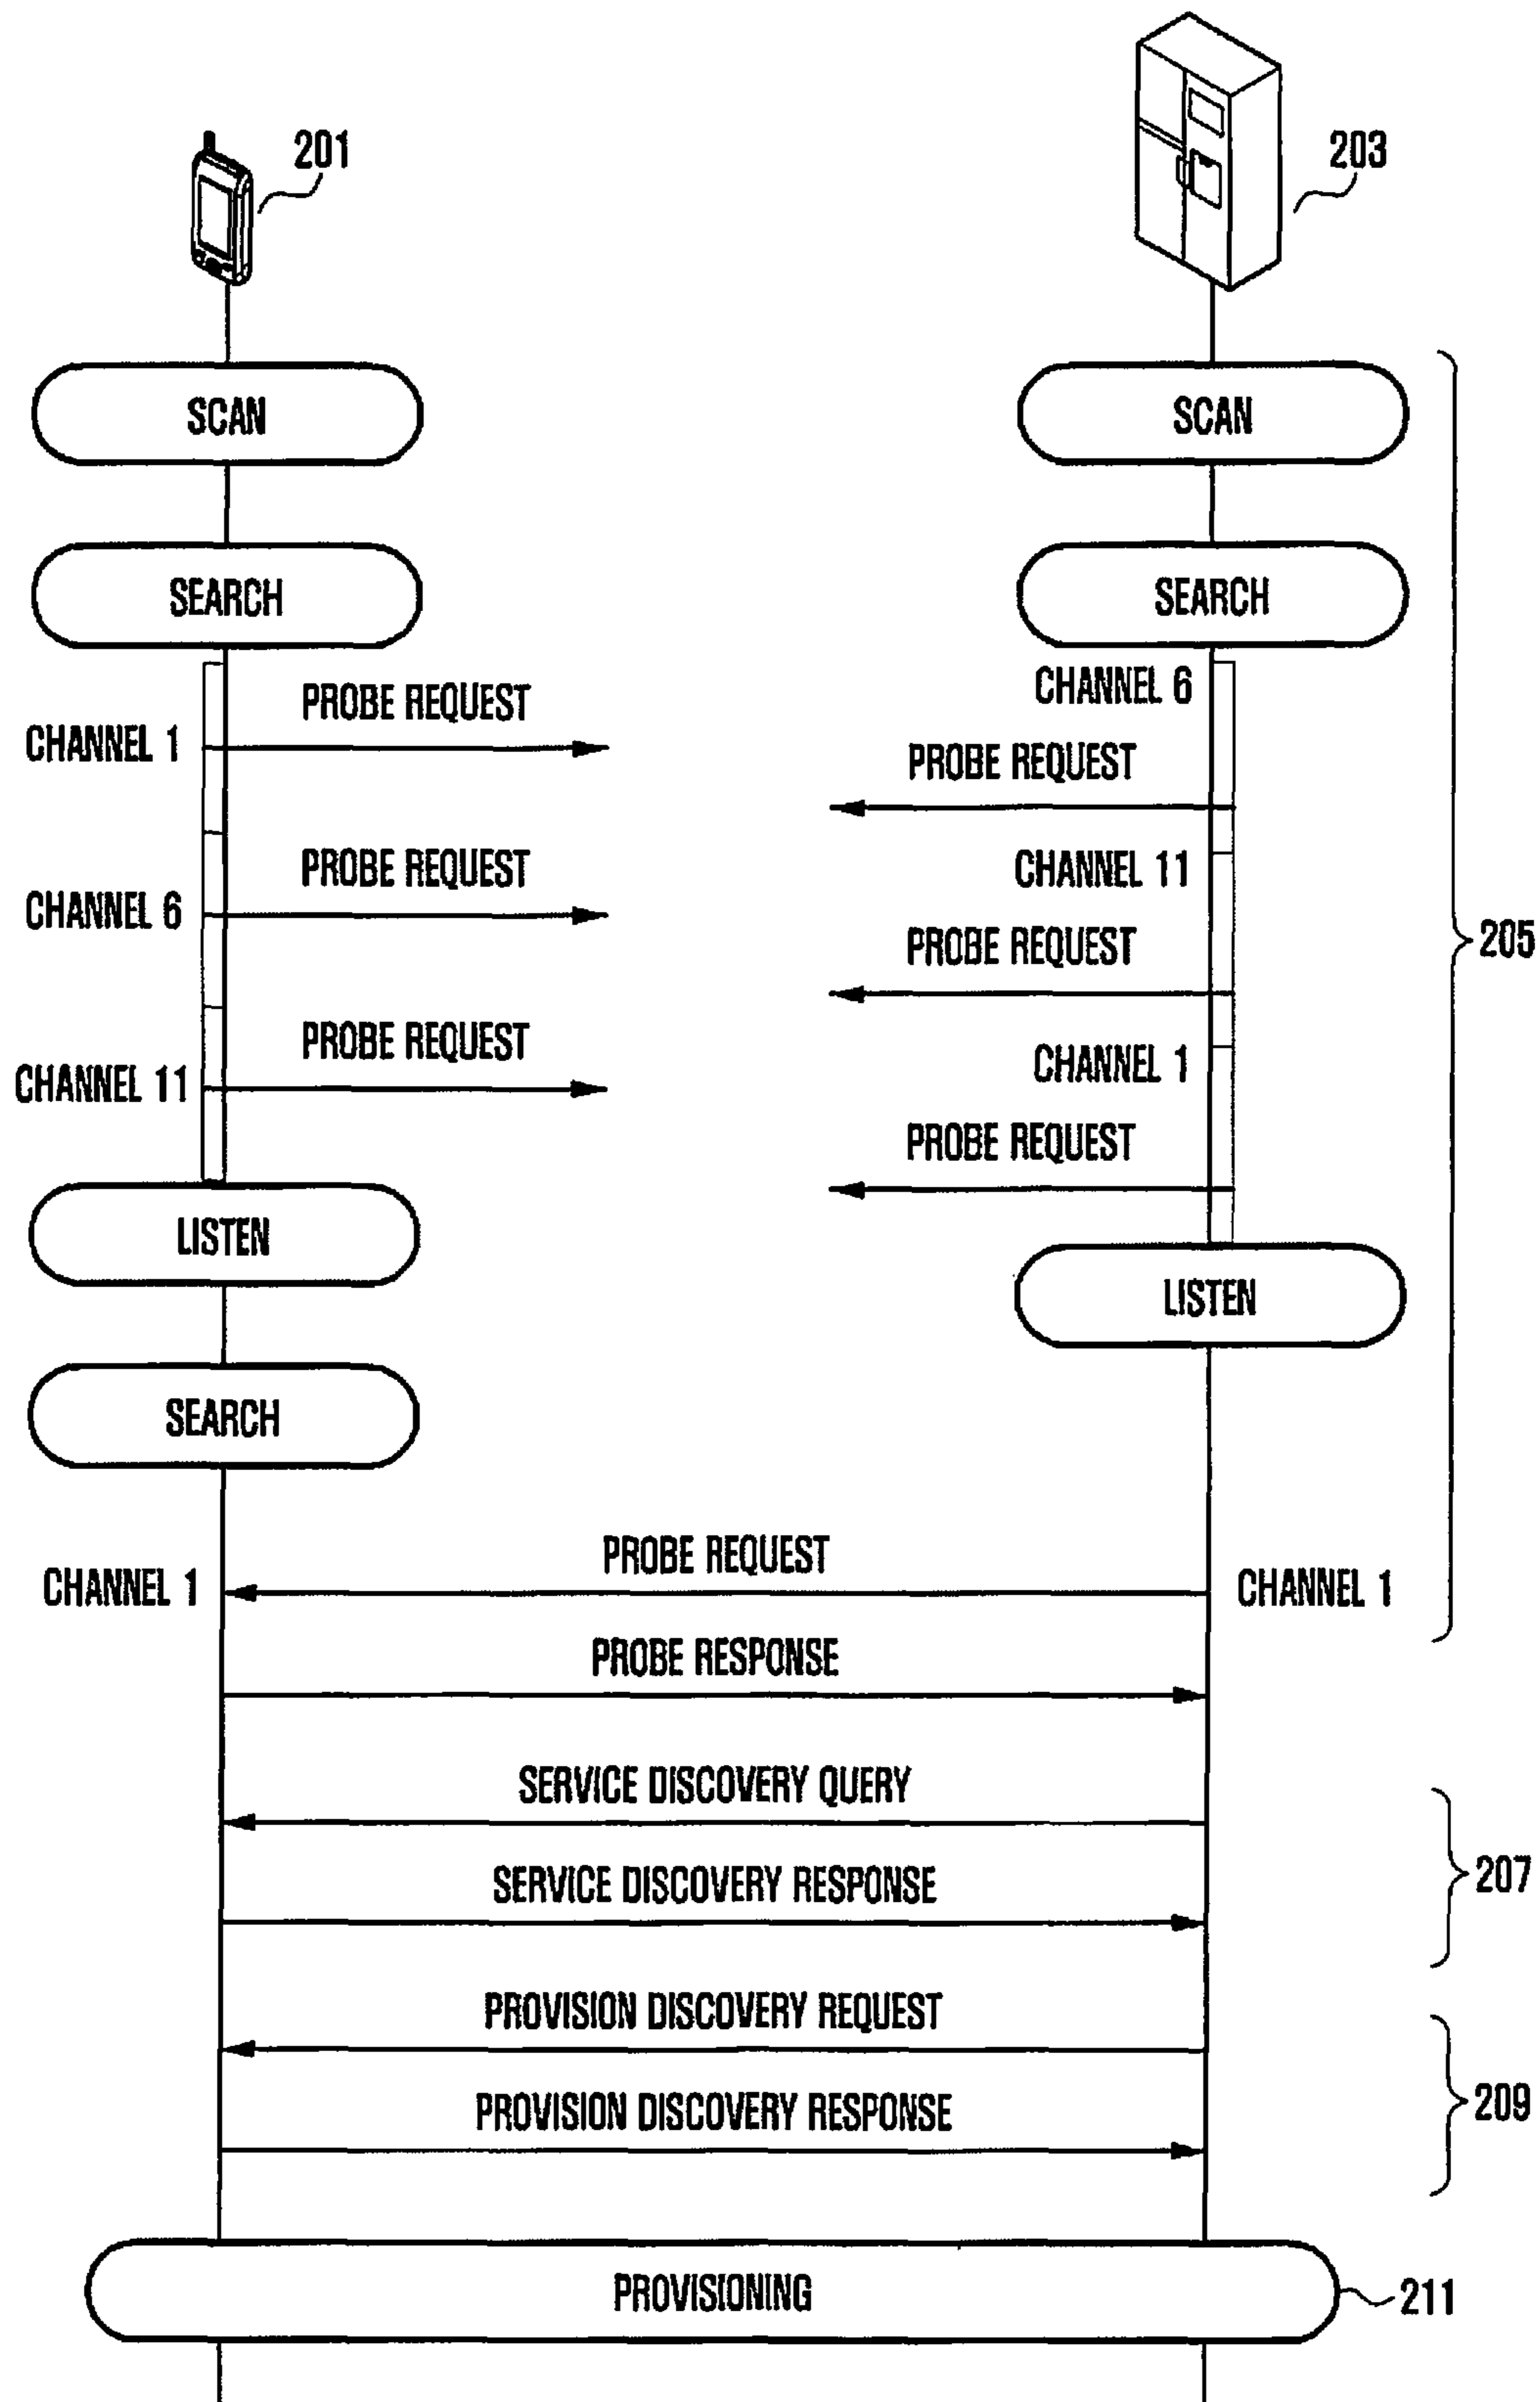 201
203
SCAN
SCAN
SEARCH
SEARCH
CHANNEL 6
PROBE REQUEST
CHANNEL 1
PROBE REQUEST
PROBE REQUEST
CHANNEL 11
CHANNEL 6
PROBE REQUEST
205
PROBE REQUEST
CHANNEL 1
CHANNEL 11
PROBE REQUEST
LISTEN
LISTEN
SEARCH
PROBE REQUEST
CHANNEL 1
CHANNEL 1
PROBE RESPONSE
SERVICE DISCOVERY QUERY
207
SERVICE DISCOVERY RESPONSE
PROVISION DISCOVERY REQUEST
209
PROVISION DISCOVERY RESPONSE
PROVISIONING
211